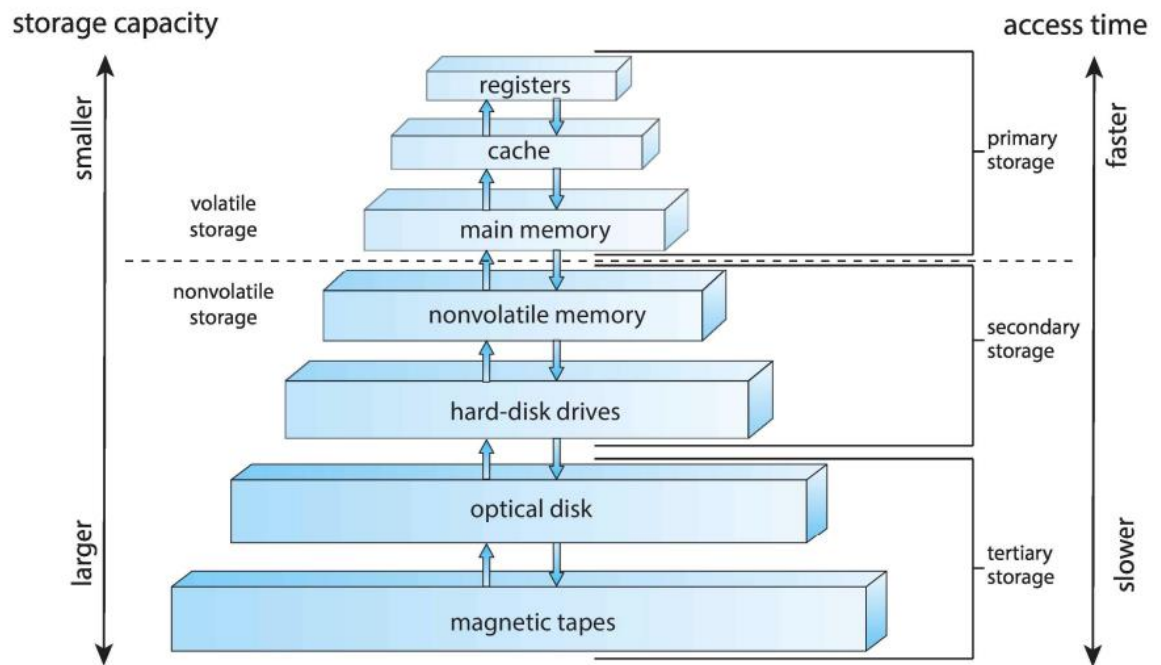 storage capacity
access time
smaller
faster
registers
cache
primary
storage
volatile
storage
main memory
nonvolatile
storage
nonvolatile memory
secondary
storage
hard-disk drives
optical disk
larger
slower
tertiary
storage
magnetic tapes